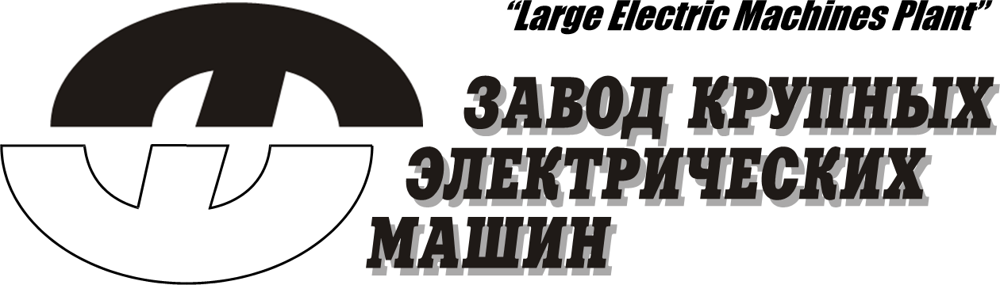 “Large Electric Machines Plant”
ЗАВОД КРУПНЫХ
ЭЛЕКТРИЧЕСКИХ
МАШИН